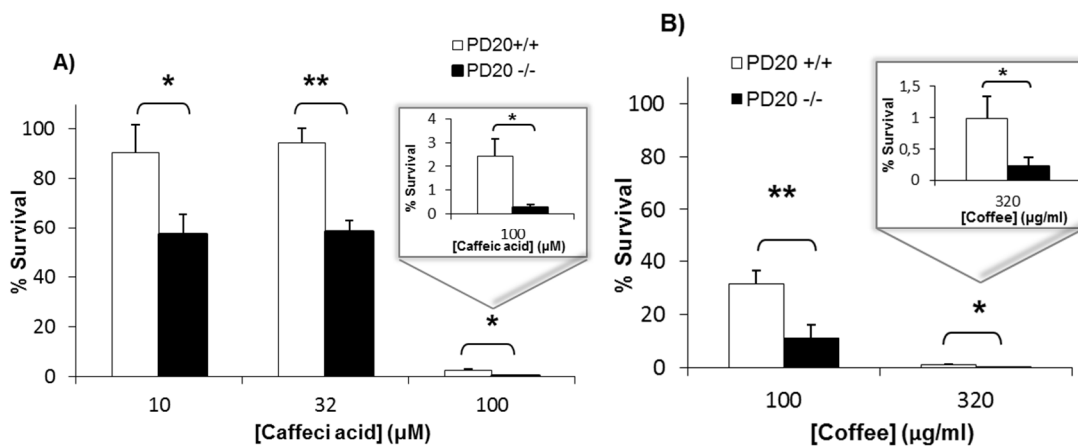 A)
PD20+/+
PD20 -/-
% Survival
100
80
60
40
20
0
*
**
*
10
32
100
[Caffeci acid] (µM)
% Survival
4
3
2
1
0
*
100
[Caffeic acid] (µM)
B)
PD20 +/+
PD20 -/-
% Survival
100
80
60
40
20
0
**
*
100
320
[Coffee] (µg/ml)
% Survival
1,5
1
0,5
0
*
320
[Coffee] (µg/ml)